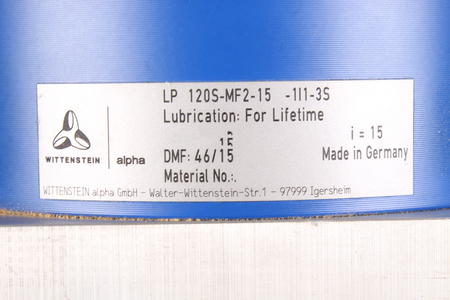 LP 120S-MF2-15 -1I1-3S
Lubrication: For Lifetime
i = 15
WITTENSTEIN alpha DMF: 46/15 Made in Germany
Material No.:.
WITTENSTEIN alpha GmbH - Walter-Wittenstein-Str.1 - 97999 Igersheim